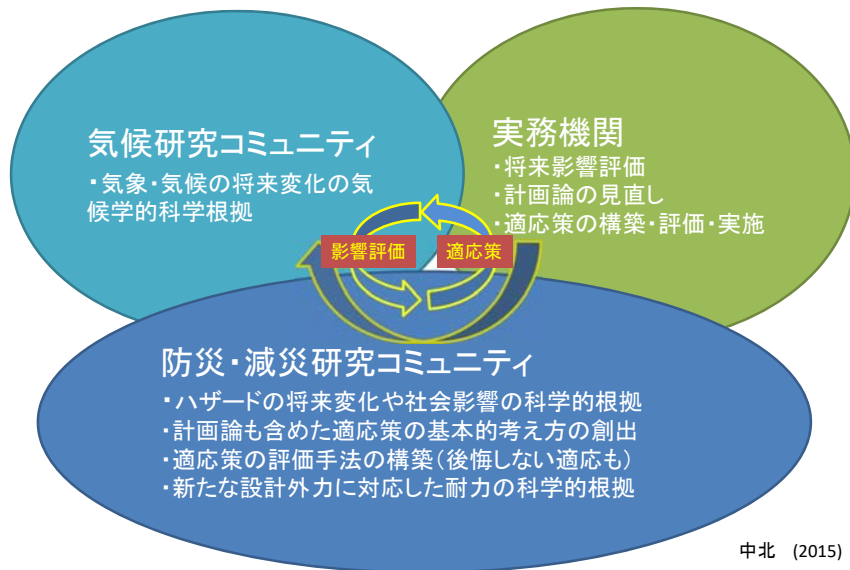 気候研究コミュニティ
・気象・気候の将来変化の気
候学的科学根拠
実務機関
・将来影響評価
・計画論の見直し
・適応策の構築・評価・実施
影響評価
適応策
防災・減災研究コミュニティ
・ハザードの将来変化や社会影響の科学的根拠
・計画論も含めた適応策の基本的考え方の創出
・適応策の評価手法の構築（後悔しない適応も）
・新たな設計外力に対応した耐力の科学的根拠
中北 (2015)